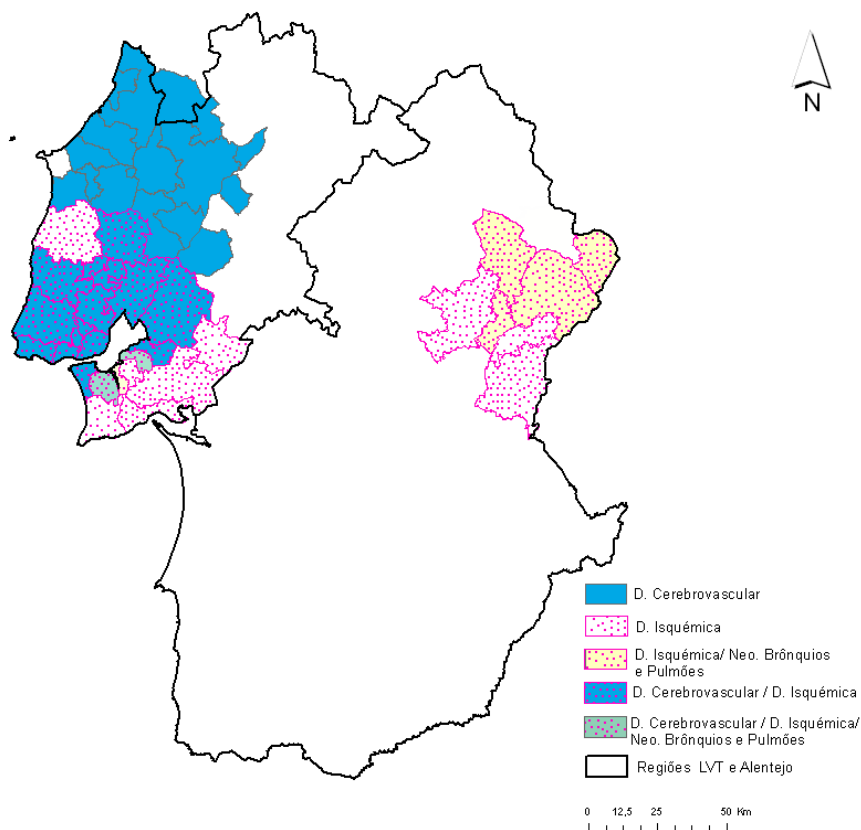 N
D. Cerebrovascular
D. Isquémica
D. Isquémica/ Neo. Brônquios
e Pulmões
D. Cerebrovascular / D. Isquémica
D. Cerebrovascular / D. Isquémica/
Neo. Brônquios e Pulmões
Regiões LVT e Alentejo
0 12,5 25 50 Km